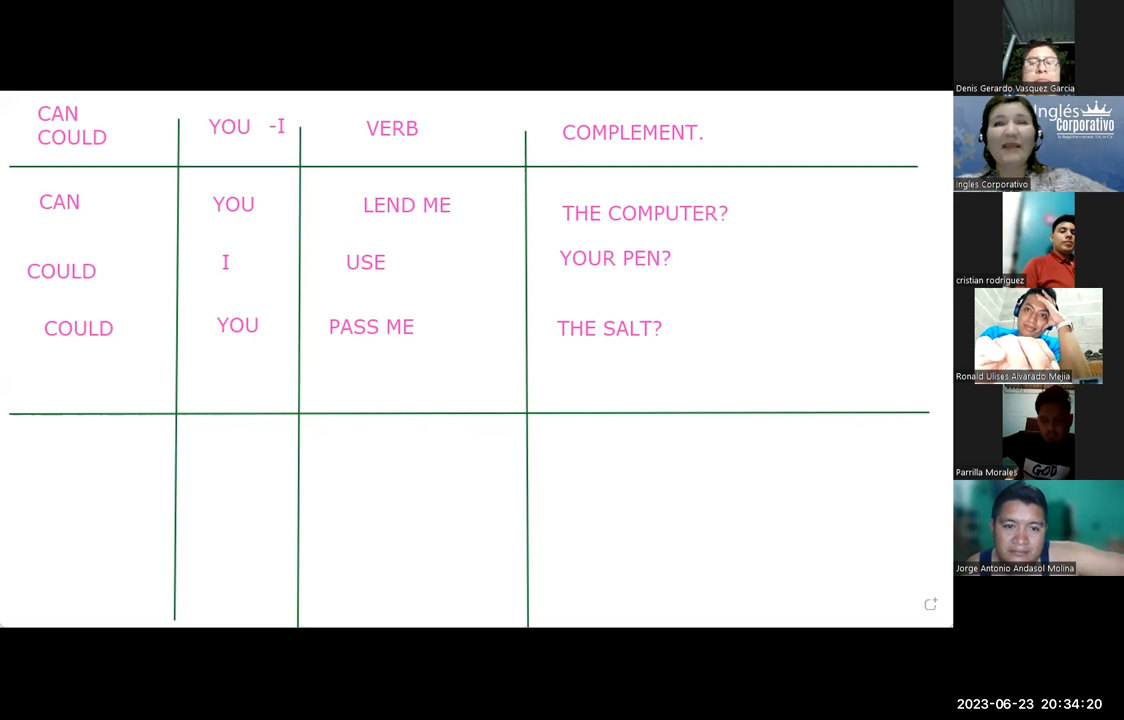 CAN
COULD
YOU -I
VERB
COMPLEMENT.
CAN
YOU
LEND ME
THE COMPUTER?
COULD
I
USE
YOUR PEN?
COULD
YOU
PASS ME
THE SALT?
Denis Gerardo Vasquez Garcia
Inglés
Corporativo
Ingles Corporativo
cristian rodriguez
Ronald Ulises Alvarado Mejia
GOD
Parrilla Morales
Jorge Antonio Andasol Molina
2023-06-23 20:34:20